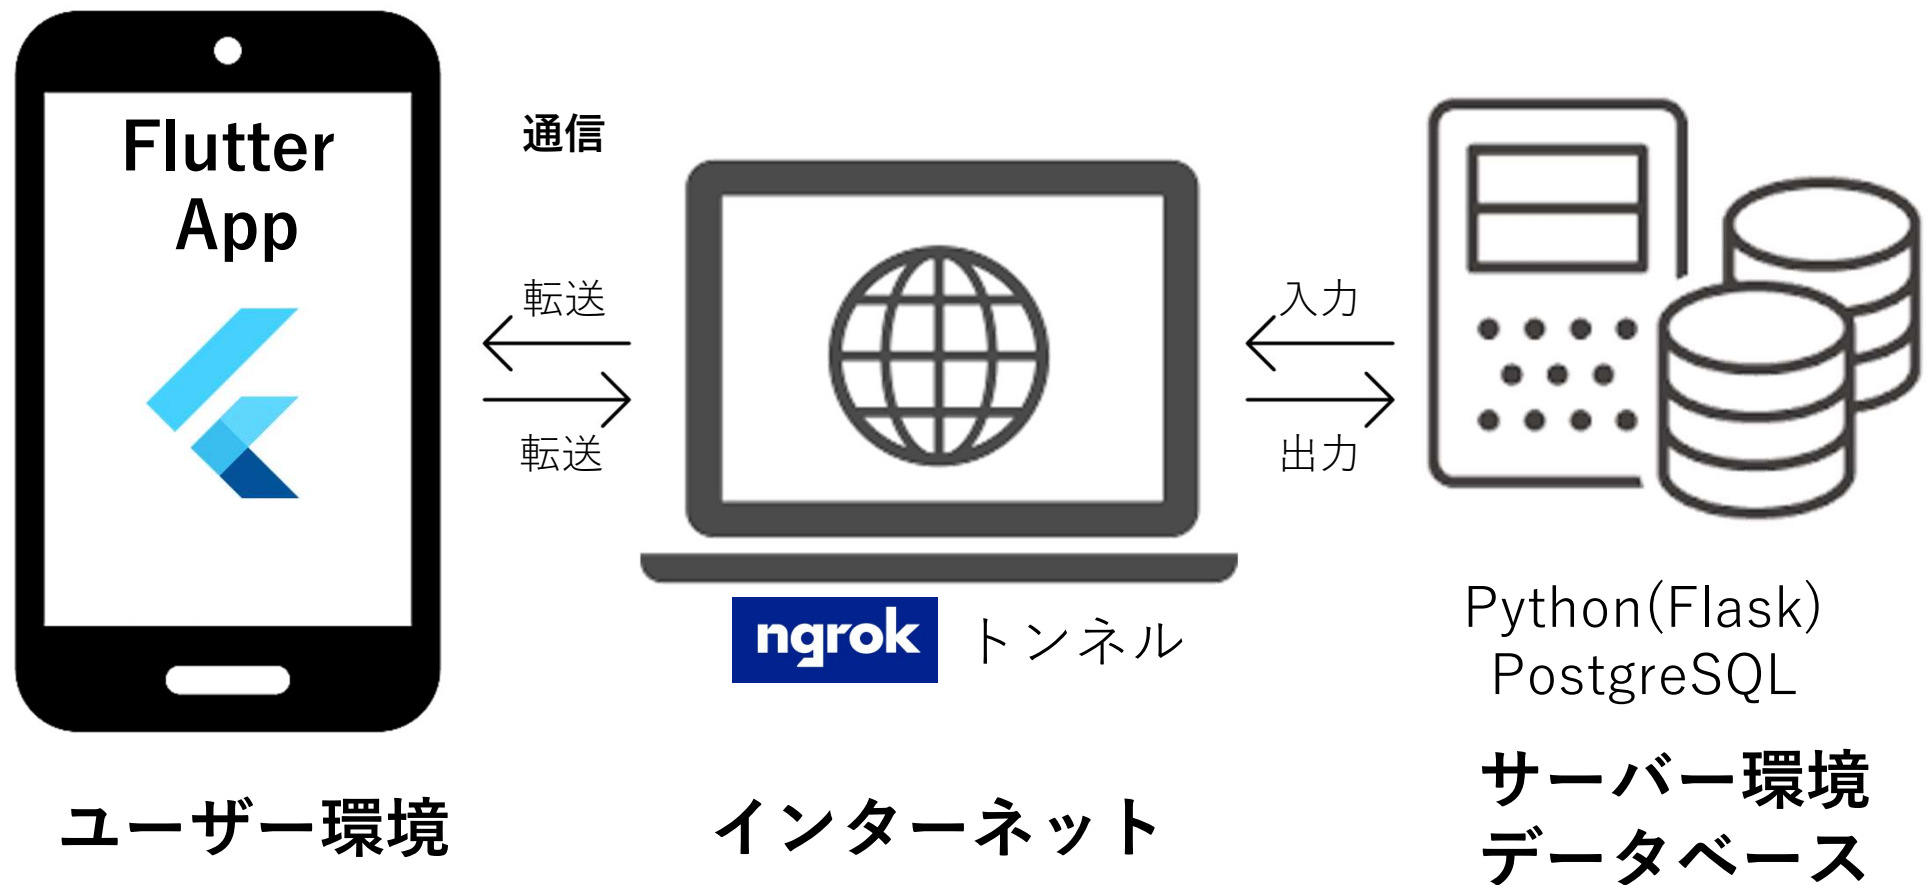 Flutter
App
通信
転送
転送
入力
出力
ngrok トンネル
Python(Flask)
PostgreSQL
ユーザー環境
インターネット
サーバー環境
データベース